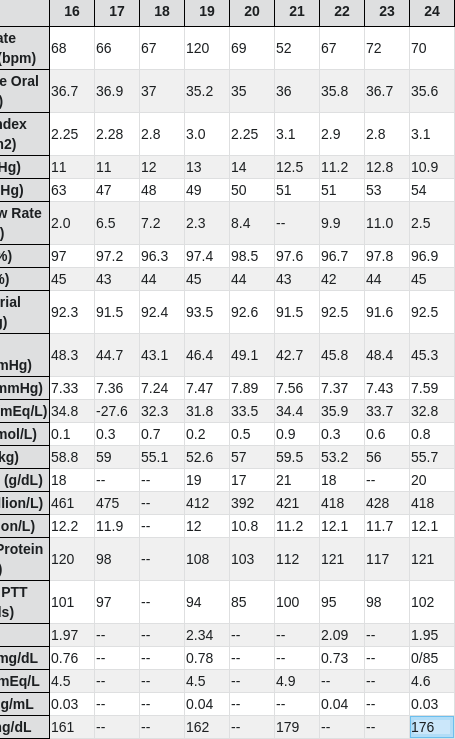 16 17 18 19 20 21 22 23 24
ate
(bpm) 68 66 67 120 69 52 67 72 70
e Oral
) 36.7 36.9 37 35.2 35 36 35.8 36.7 35.6
ndex
m2) 2.25 2.28 2.8 3.0 2.25 3.1 2.9 2.8 3.1
Hg) 11 11 12 13 14 12.5 11.2 12.8 10.9
Hg) 63 47 48 49 50 51 51 53 54
w Rate
) 2.0 6.5 7.2 2.3 8.4 -- 9.9 11.0 2.5
%) 97 97.2 96.3 97.4 98.5 97.6 96.7 97.8 96.9
%) 45 43 44 45 44 43 42 44 45
rial
g) 92.3 91.5 92.4 93.5 92.6 91.5 92.5 91.6 92.5
mHg) 48.3 44.7 43.1 46.4 49.1 42.7 45.8 48.4 45.3
mmHg) 7.33 7.36 7.24 7.47 7.89 7.56 7.37 7.43 7.59
mEq/L) 34.8 -27.6 32.3 31.8 33.5 34.4 35.9 33.7 32.8
mol/L) 0.1 0.3 0.7 0.2 0.5 0.9 0.3 0.6 0.8
kg) 58.8 59 55.1 52.6 57 59.5 53.2 56 55.7
(g/dL) 18 -- -- 19 17 21 18 -- 20
llion/L) 461 475 -- 412 392 421 418 428 418
on/L) 12.2 11.9 -- 12 10.8 11.2 12.1 11.7 12.1
Protein
) 120 98 -- 108 103 112 121 117 121
PTT
ds) 101 97 -- 94 85 100 95 98 102
1.97 -- -- 2.34 -- -- 2.09 -- 1.95
mg/dL 0.76 -- -- 0.78 -- -- 0.73 -- 0/85
mEq/L 4.5 -- -- 4.5 -- 4.9 -- -- 4.6
g/mL 0.03 -- -- 0.04 -- -- 0.04 -- 0.03
ng/dL 161 -- -- 162 -- 179 -- -- 176